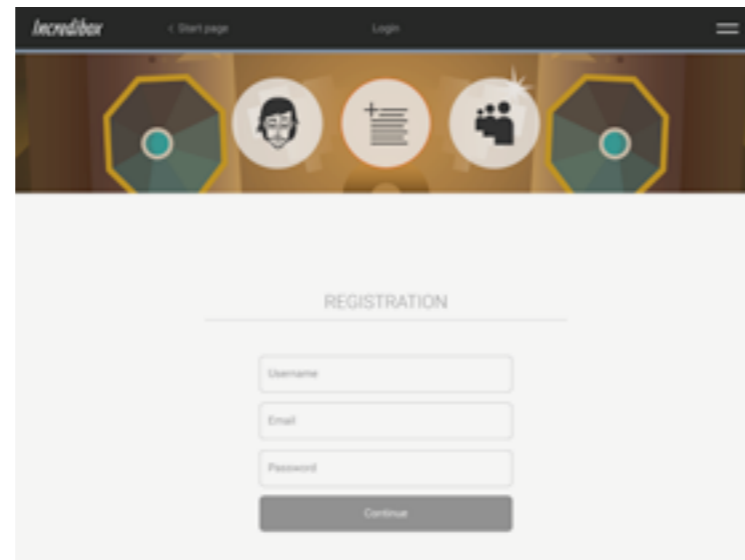 Incredibox
< Start page
Login
REGISTRATION
Username
Email
Password
Continue